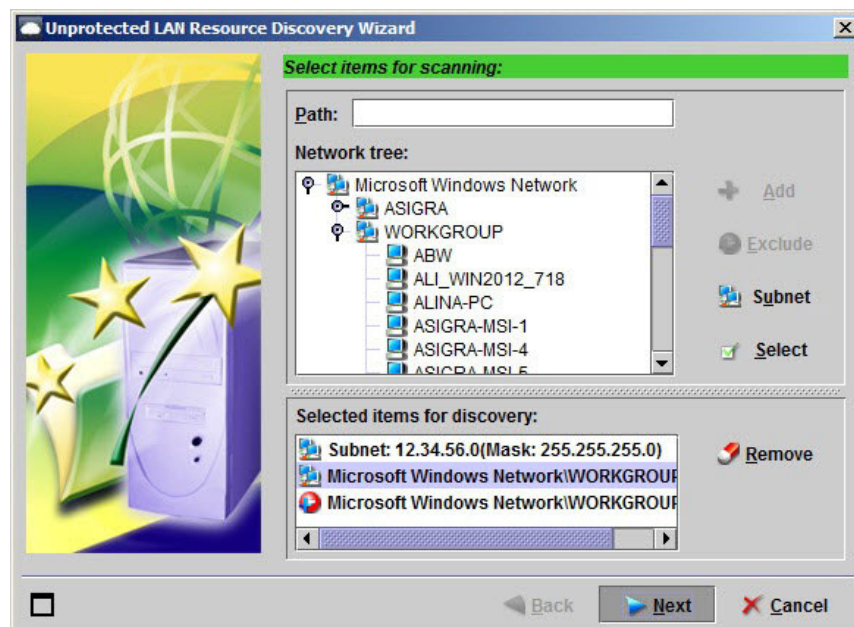 Unprotected LAN Resource Discovery Wizard
Select items for scanning:
Path:
Network tree:
Microsoft Windows Network
ASIGRA
WORKGROUP
ABW
ALI_WIN2012_718
ALINA-PC
ASIGRA-MSI-1
ASIGRA-MSI-4
ASIGRA-MSI-5
Add
Exclude
Subnet
Select
Selected items for discovery:
Subnet: 12.34.56.0(Mask: 255.255.255.0)
Microsoft Windows Network\WORKGROUP
Microsoft Windows Network\WORKGROUP
Remove
Back
Next
Cancel